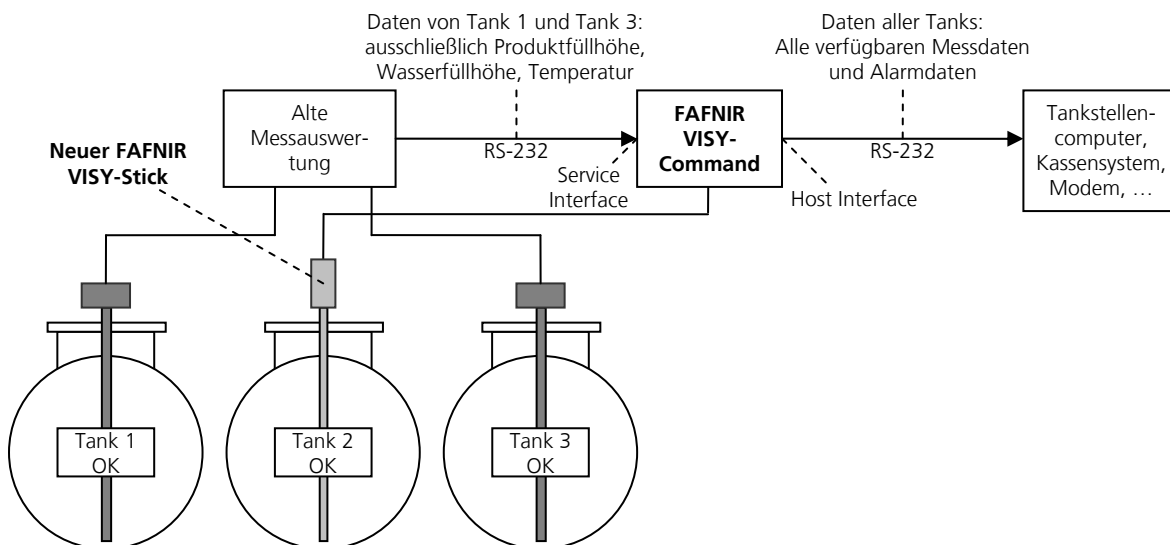 Daten von Tank 1 und Tank 3:
ausschließlich Produktfüllhöhe,
Wasserfüllhöhe, Temperatur
Daten aller Tanks:
Alle verfügbaren Messdaten
und Alarmdaten
Alte
Messauswer-
tung
RS-232
FAFNIR
VISY-
Command
RS-232
Tankstellen-
computer,
Kassensystem,
Modem, …
Neuer FAFNIR
VISY-Stick
Service
Interface
Host Interface
Tank 1
OK
Tank 2
OK
Tank 3
OK